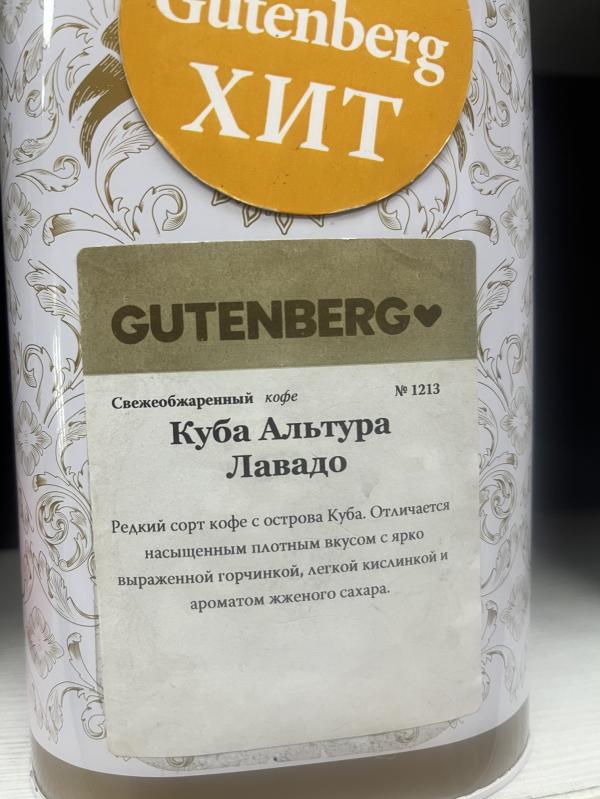 Gutenberg
ХИТ
GUTENBERG♥
Свежеобжаренный кофе № 1213
Куба Альтура
Лавадо
Редкий сорт кофе с острова Куба. Отличается
насыщенным плотным вкусом с ярко
выраженной горчинкой, легкой кислинкой и
ароматом жженого сахара.